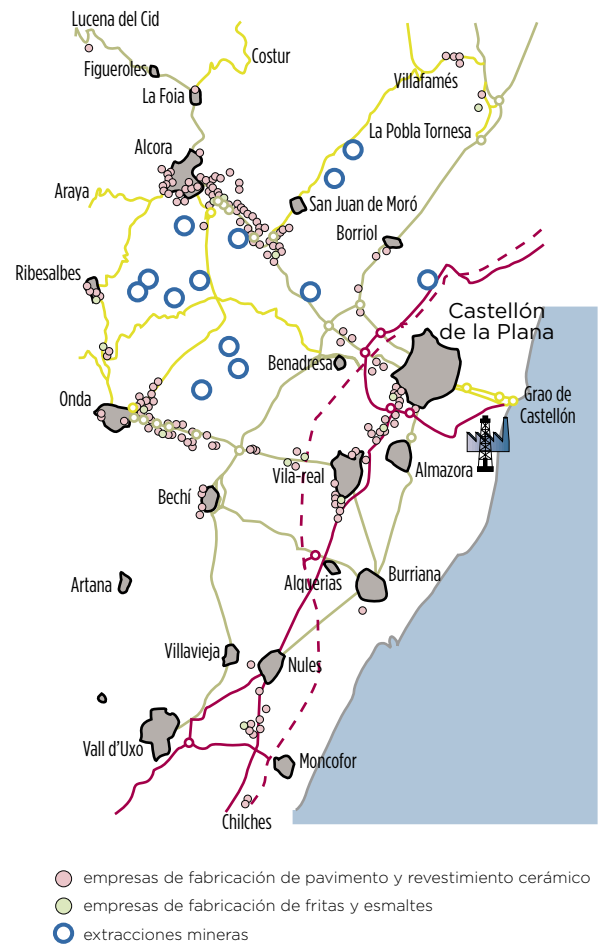 Lucena del Cid
Costur
Figueroles
Villafamés
La Foia
La Pobla Tornesa
Alcora
Araya
San Juan de Moró
Borriol
Ribesalbes
Castellón
de la Plana
Benadresa
Onda
Grao de
Castellón
Almazora
Vila-real
Bechí
Artana
Alquerias
Burriana
Villavieja
Nules
Vall d'Uxó
Moncofor
Chilches
empresas de fabricación de pavimento y revestimiento cerámico
empresas de fabricación de fritas y esmaltes
extracciones mineras